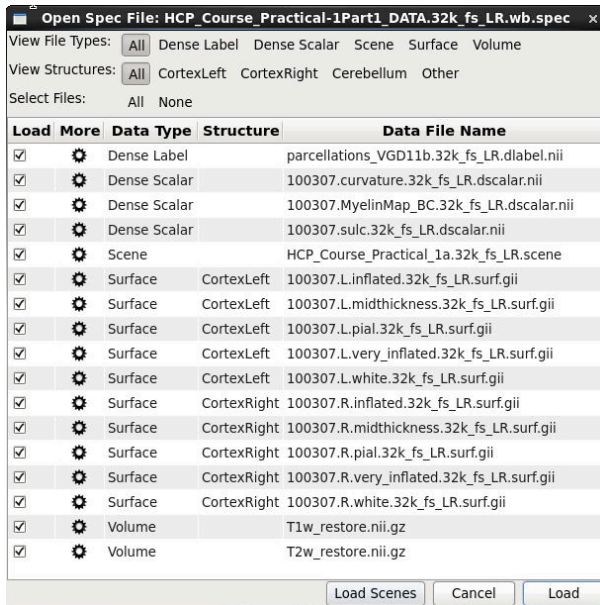 Open Spec File: HCP_Course_Practical-1Part1_DATA.32k_fs_LR.wb.spec
View File Types: All Dense Label Dense Scalar Scene Surface Volume
View Structures: All CortexLeft CortexRight Cerebellum Other
Select Files: All None
Load More Data Type Structure Data File Name
Dense Label parcellations_VGD11b.32k_fs_LR.dlabel.nii
Dense Scalar 100307.curvature.32k_fs_LR.dscalar.nii
Dense Scalar 100307.MyelinMap_BC.32k_fs_LR.dscalar.nii
Dense Scalar 100307.sulc.32k_fs_LR.dscalar.nii
Scene HCP_Course_Practical_1a.32k_fs_LR.scene
Surface CortexLeft 100307.L.inflated.32k_fs_LR.surf.gii
Surface CortexLeft 100307.L.midthickness.32k_fs_LR.surf.gii
Surface CortexLeft 100307.L.pial.32k_fs_LR.surf.gii
Surface CortexLeft 100307.L.very_inflated.32k_fs_LR.surf.gii
Surface CortexLeft 100307.L.white.32k_fs_LR.surf.gii
Surface CortexRight 100307.R.inflated.32k_fs_LR.surf.gii
Surface CortexRight 100307.R.midthickness.32k_fs_LR.surf.gii
Surface CortexRight 100307.R.pial.32k_fs_LR.surf.gii
Surface CortexRight 100307.R.very_inflated.32k_fs_LR.surf.gii
Surface CortexRight 100307.R.white.32k_fs_LR.surf.gii
Volume T1w_restore.nii.gz
Volume T2w_restore.nii.gz
Load Scenes Cancel Load